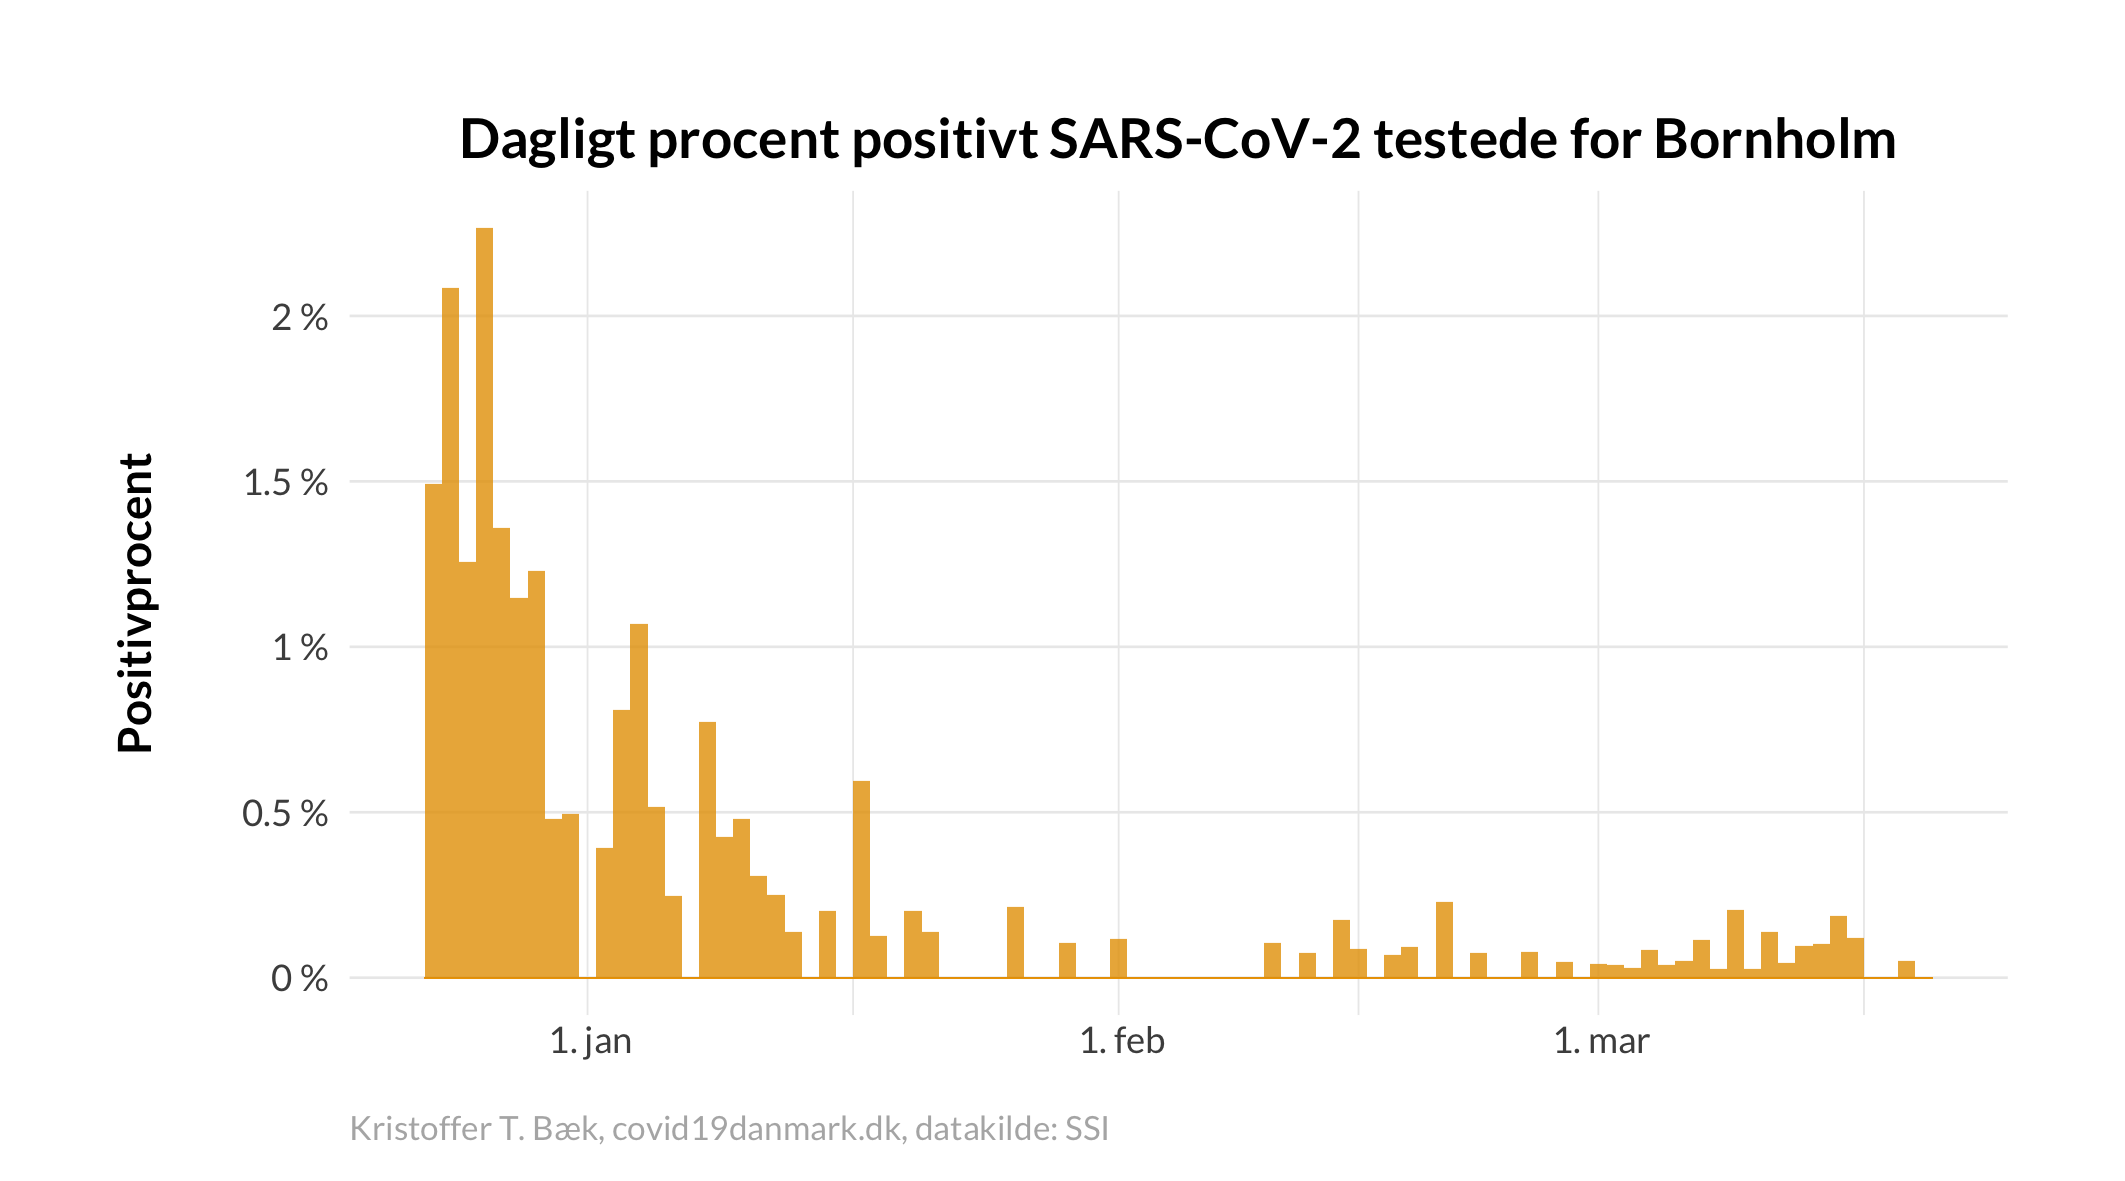 Dagligt procent positivt SARS-CoV-2 testede for Bornholm
Positivprocent
2 %
1.5 %
1 %
0.5 %
0 %
1. jan
1. feb
1. mar
Kristoffer T. Bæk, covid19danmark.dk, datakilde: SSI